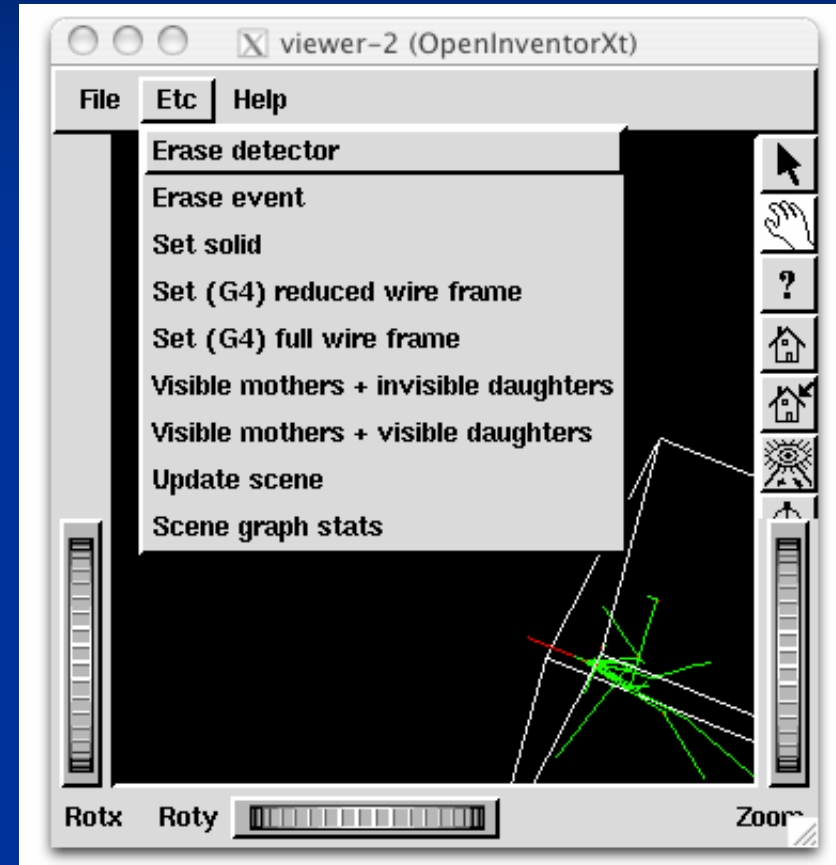 X viewer-2 (OpenInventorXt)
File Etc Help
Erase detector
Erase event
Set solid
Set (G4) reduced wire frame
Set (G4) full wire frame
Visible mothers + invisible daughters
Visible mothers + visible daughters
Update scene
Scene graph stats
?
Rotx Roty Zoom